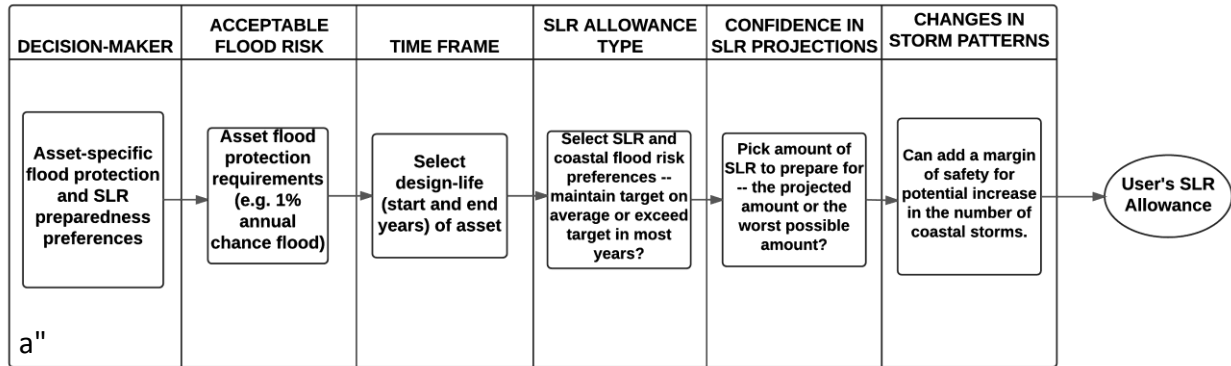 DECISION-MAKER
ACCEPTABLE
FLOOD RISK
TIME FRAME
SLR ALLOWANCE
TYPE
CONFIDENCE IN
SLR PROJECTIONS
CHANGES IN
STORM PATTERNS
Asset-specific
flood protection
and SLR
preparedness
preferences
Asset flood
protection
requirements
(e.g. 1%
annual
chance flood)
Select
design-life
(start and end
years) of asset
Select SLR and
coastal flood risk
preferences --
maintain target on
average or exceed
target in most
years?
Pick amount of
SLR to prepare for
-- the projected
amount or the
worst possible
amount?
Can add a margin
of safety for
potential increase
in the number of
coastal storms.
User's SLR
Allowance
a"